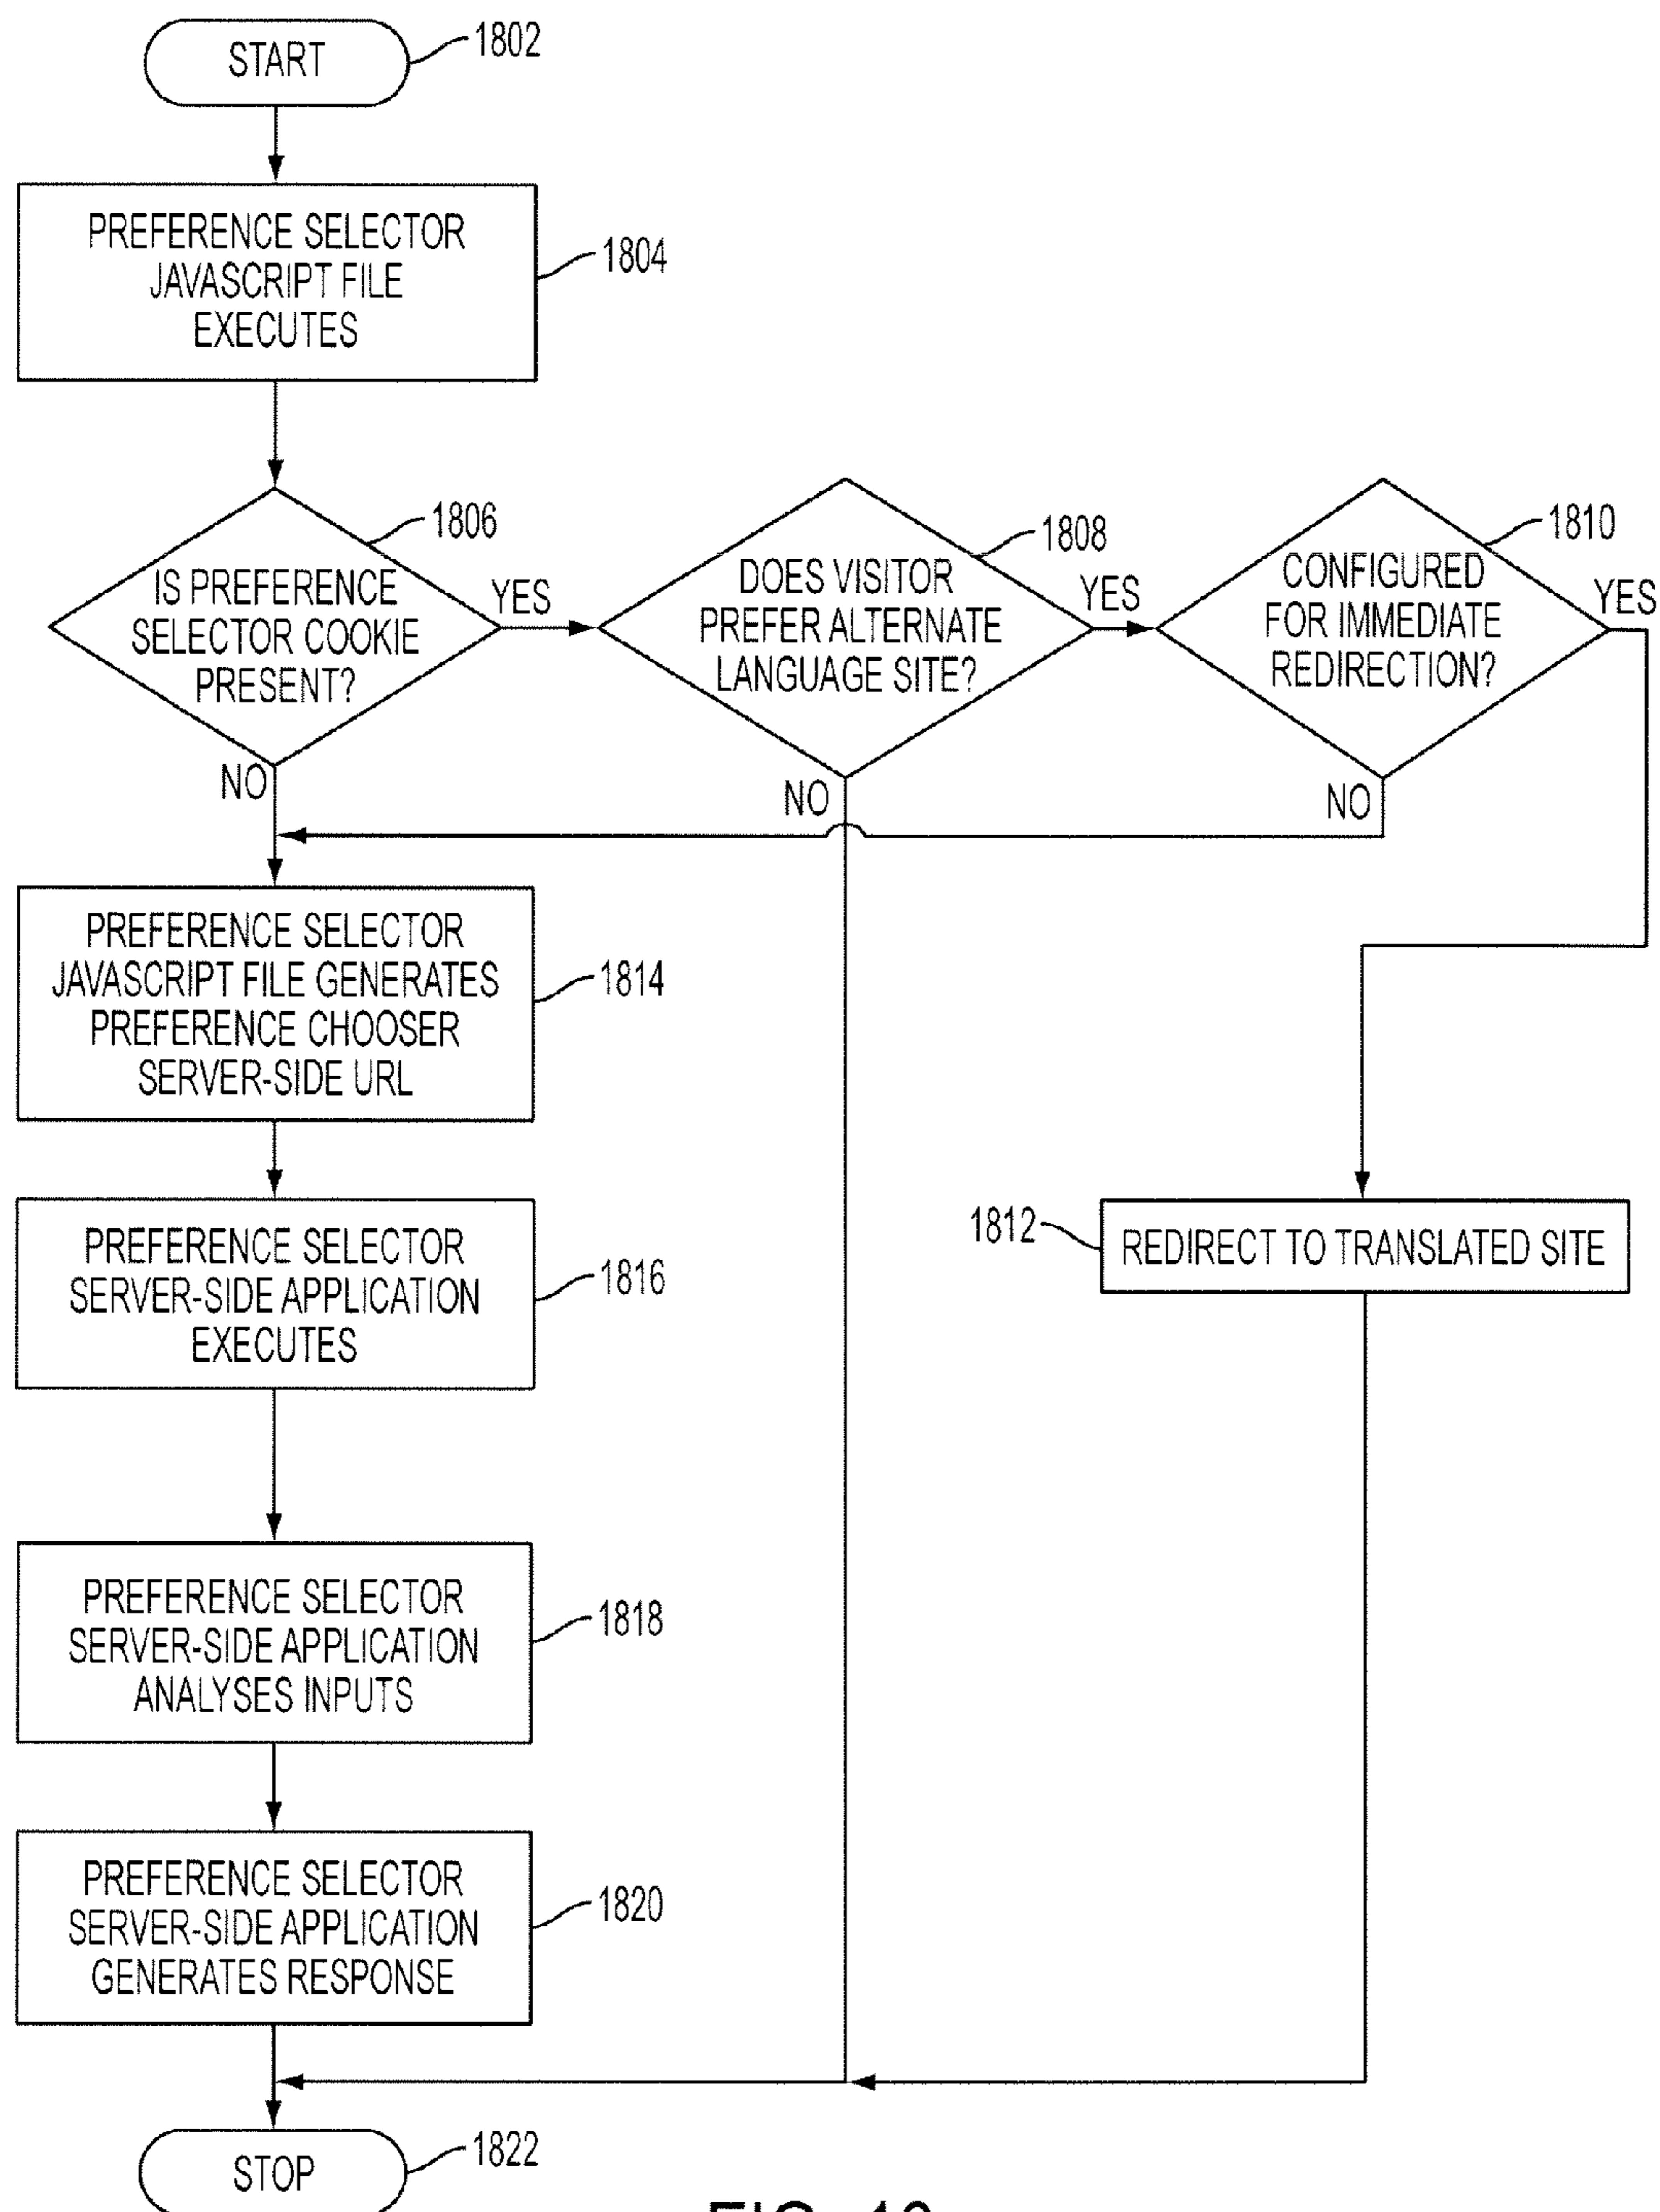 START
1802
PREFERENCE SELECTOR
JAVASCRIPT FILE
EXECUTES
1804
IS PREFERENCE
SELECTOR COOKIE
PRESENT?
1806
YES
NO
DOES VISITOR
PREFER ALTERNATE
LANGUAGE SITE?
1808
YES
NO
CONFIGURED
FOR IMMEDIATE
REDIRECTION?
1810
YES
NO
PREFERENCE SELECTOR
JAVASCRIPT FILE GENERATES
PREFERENCE CHOOSER
SERVER-SIDE URL
1814
PREFERENCE SELECTOR
SERVER-SIDE APPLICATION
EXECUTES
1816
1812
REDIRECT TO TRANSLATED SITE
PREFERENCE SELECTOR
SERVER-SIDE APPLICATION
ANALYSES INPUTS
1818
PREFERENCE SELECTOR
SERVER-SIDE APPLICATION
GENERATES RESPONSE
1820
STOP
1822
FIG.